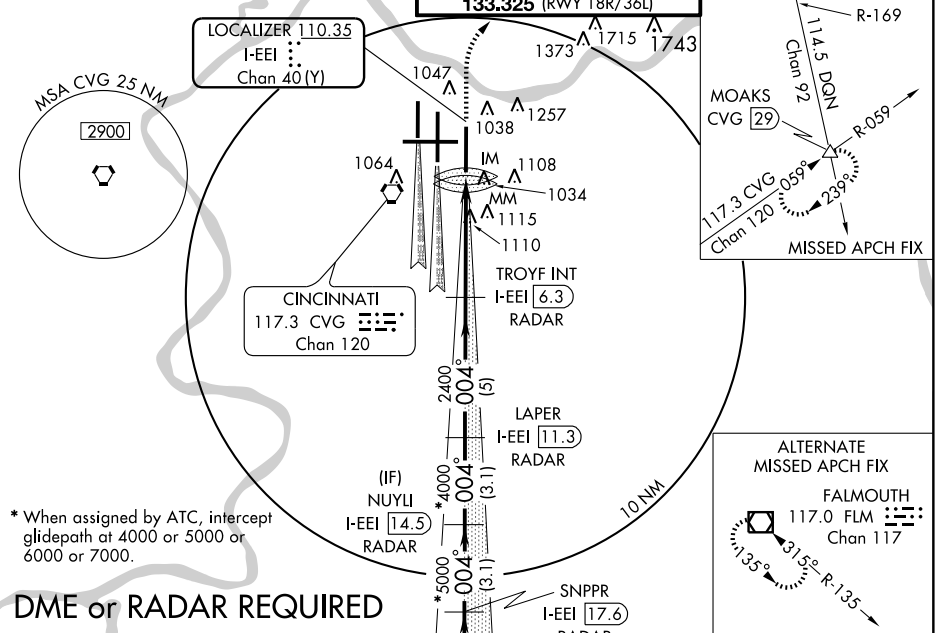 133.325 (RWY 18R/36L)
LOCALIZER 110.35
I-EEI
Chan 40 (Y)
1373
1715
1743
R-169
114.5 DQN
Chan 92
MOAKS
CVG 29
R-059
059°
239°
117.3 CVG
Chan 120
MISSED APCH FIX
MSA CVG 25 NM
2900
1047
1257
1038
IM
1064
1108
1034
MM
1115
1110
TROYF INT
I-EEI 6.3
RADAR
CINCINNATI
117.3 CVG
Chan 120
2400
004°
(5)
LAPER
I-EEI 11.3
RADAR
*4000
004°
(3.1)
(IF)
NUYLI
I-EEI 14.5
RADAR
10 NM
*5000
004°
(3.1)
SNPPR
I-EEI 17.6
RADAR
* When assigned by ATC, intercept
glidepath at 4000 or 5000 or
6000 or 7000.
DME or RADAR REQUIRED
ALTERNATE
MISSED APCH FIX
FALMOUTH
117.0 FLM
Chan 117
315°
R-135
135°